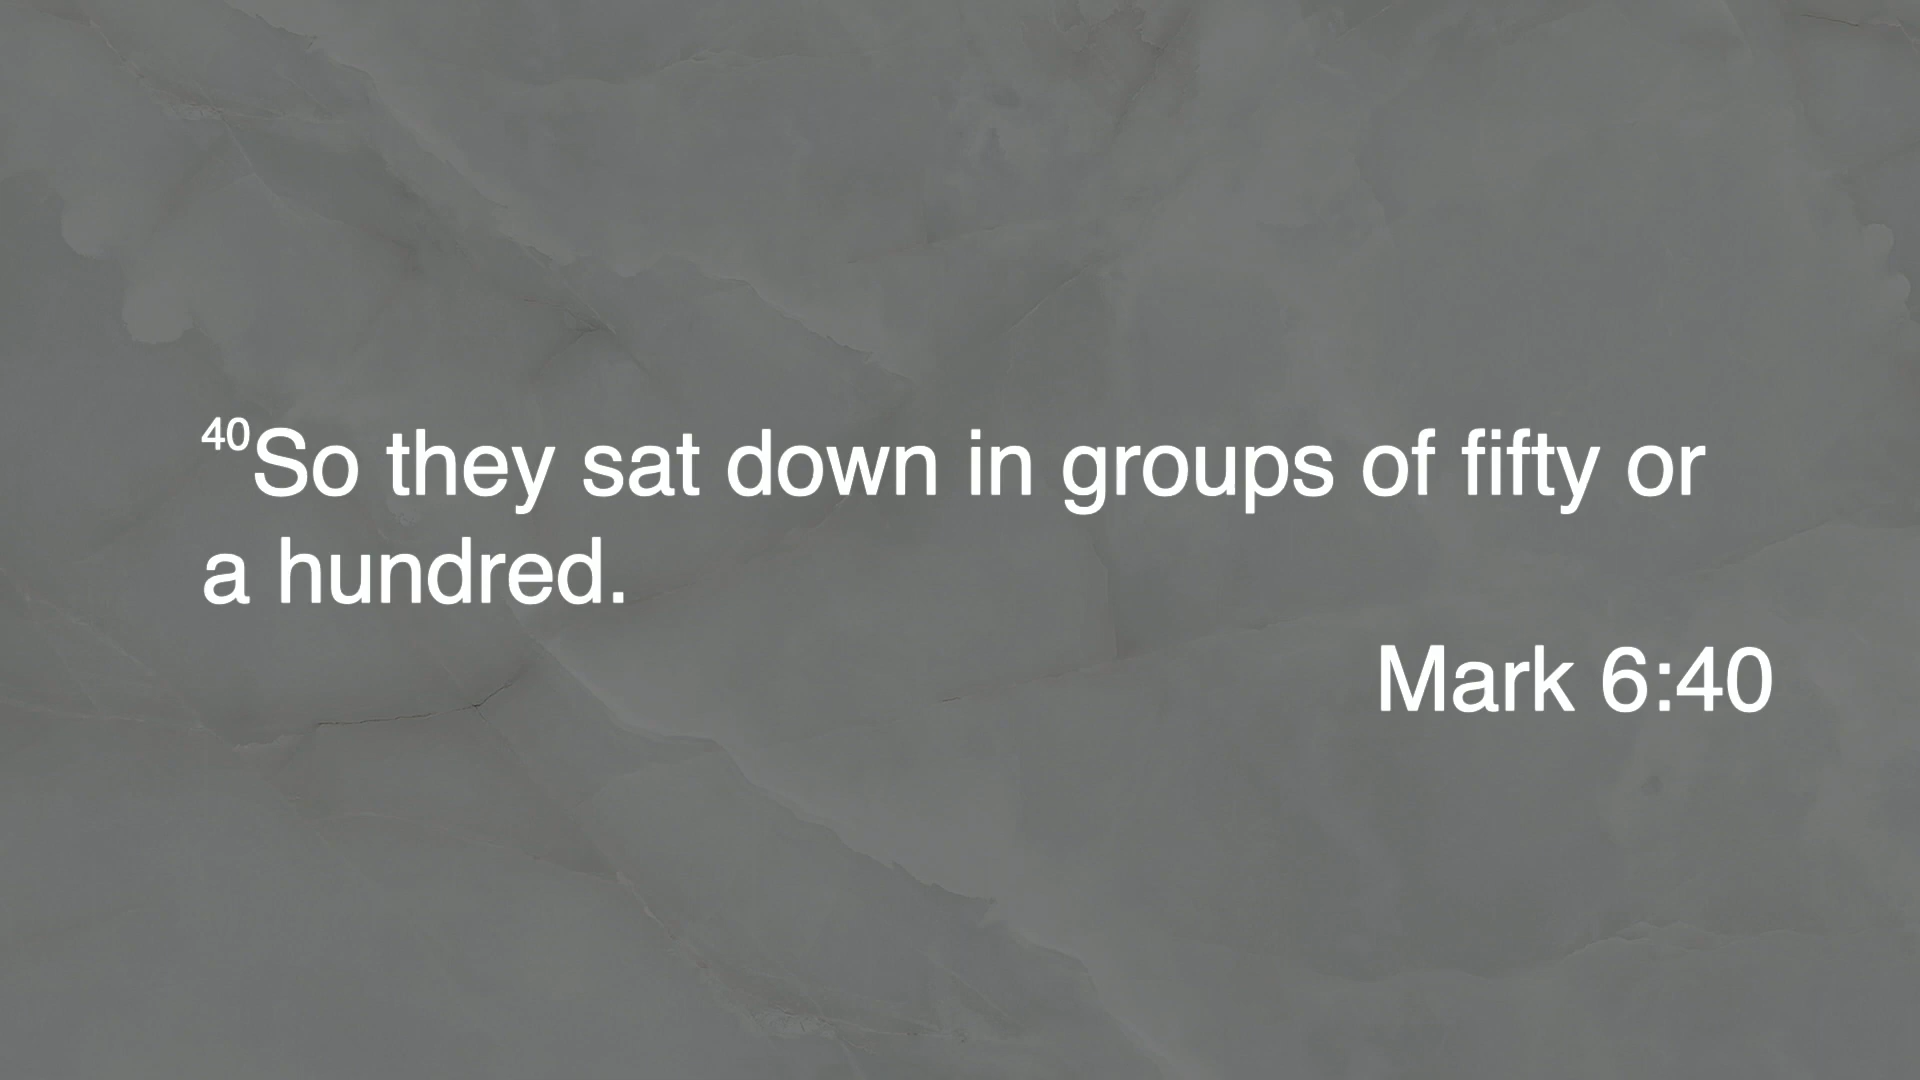 40So they sat down in groups of fifty or
a hundred.
Mark 6:40